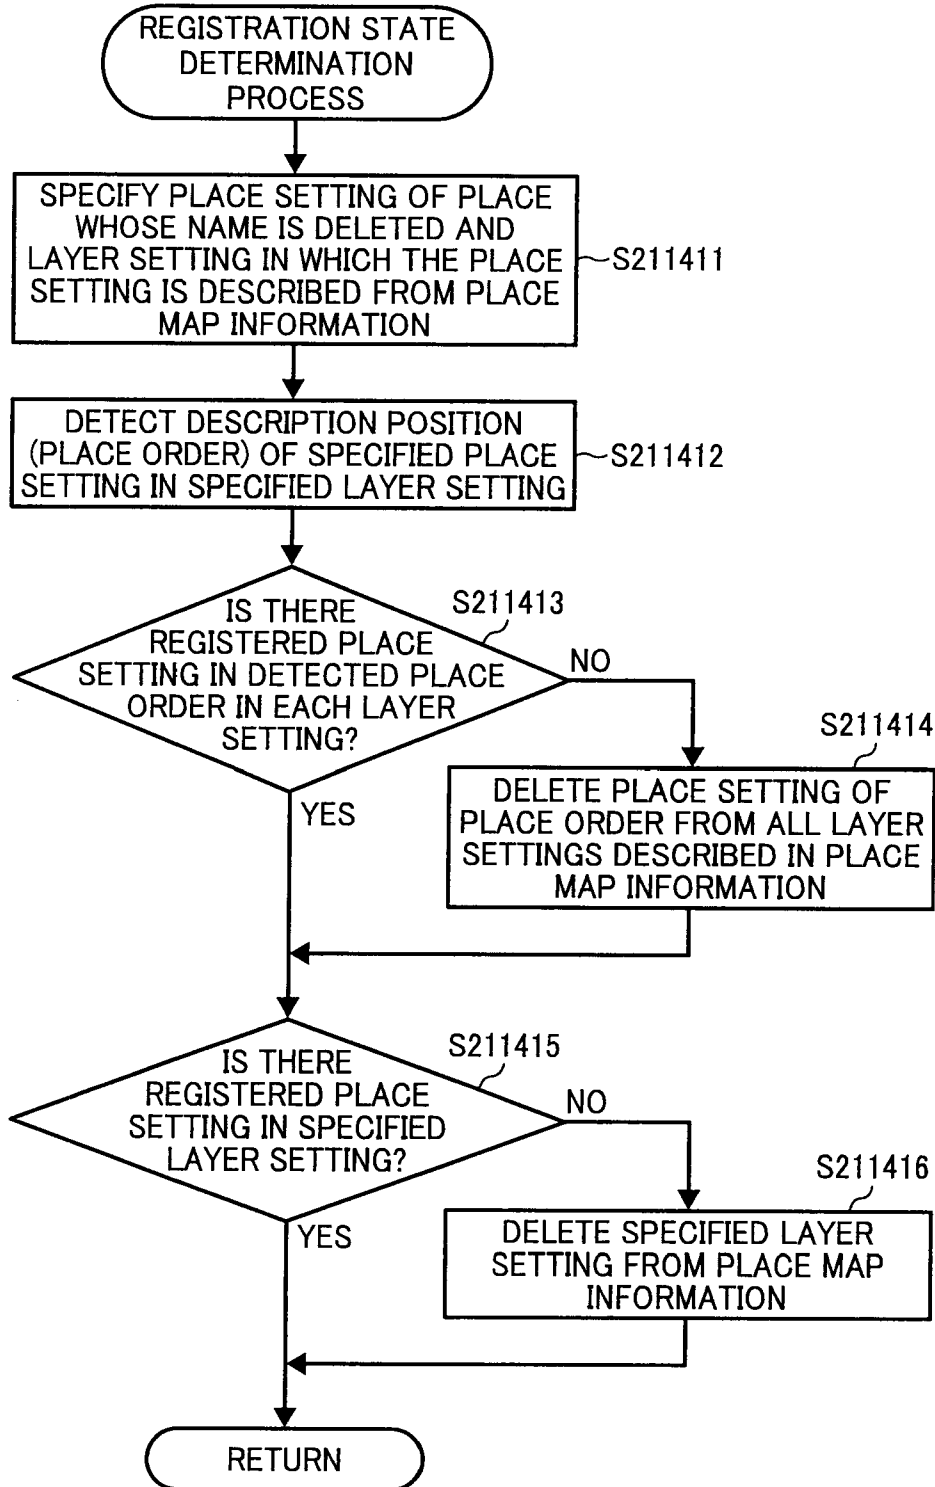 REGISTRATION STATE
DETERMINATION
PROCESS
SPECIFY PLACE SETTING OF PLACE
WHOSE NAME IS DELETED AND
LAYER SETTING IN WHICH THE PLACE
SETTING IS DESCRIBED FROM PLACE
MAP INFORMATION
S211411
DETECT DESCRIPTION POSITION
(PLACE ORDER) OF SPECIFIED PLACE
SETTING IN SPECIFIED LAYER SETTING
S211412
IS THERE
REGISTERED PLACE
SETTING IN DETECTED PLACE
ORDER IN EACH LAYER
SETTING?
S211413
NO
YES
S211414
DELETE PLACE SETTING OF
PLACE ORDER FROM ALL LAYER
SETTINGS DESCRIBED IN PLACE
MAP INFORMATION
IS THERE
REGISTERED PLACE
SETTING IN SPECIFIED
LAYER SETTING?
S211415
NO
YES
S211416
DELETE SPECIFIED LAYER
SETTING FROM PLACE MAP
INFORMATION
RETURN